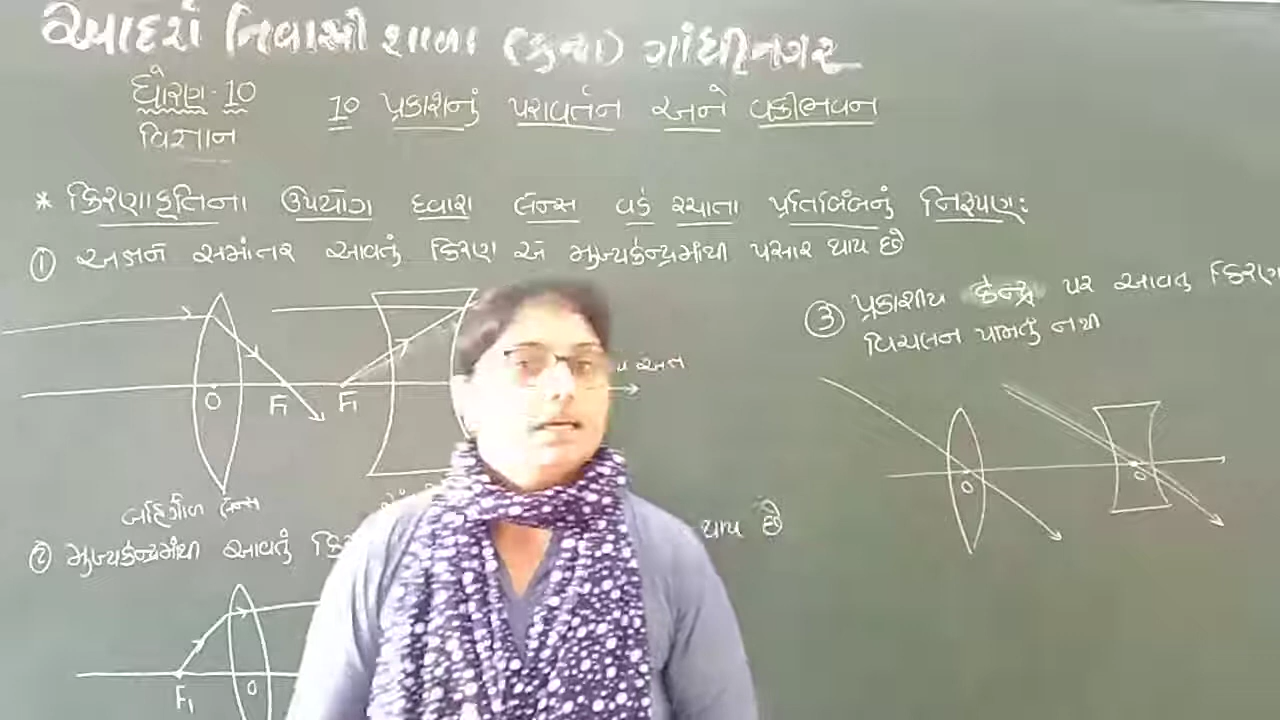 આદર્શ નિવાસી શાળા (કન્યા) ગાંધીનગર
ધોરણ-10
વિજ્ઞાન
10 પ્રકાશનું પરાવર્તન અને વક્રીભવન
* કિરણાકૃતિના ઉપયોગ દ્વારા લેન્સ વડે રચાતા પ્રતિબિંબનું નિરૂપણ:
① અક્ષને સમાંતર આવતું કિરણ એ મુખ્યકેન્દ્રમાંથી પસાર થાય છે
O F₁ F₁
બહિર્ગોળ લેન્સ
② મુખ્યકેન્દ્રમાંથી આવતું થાય છે
F₁ O
③ પ્રકાશીય કેન્દ્ર પર આવતુ કિરણ
વિચલન પામતું નથી
O O